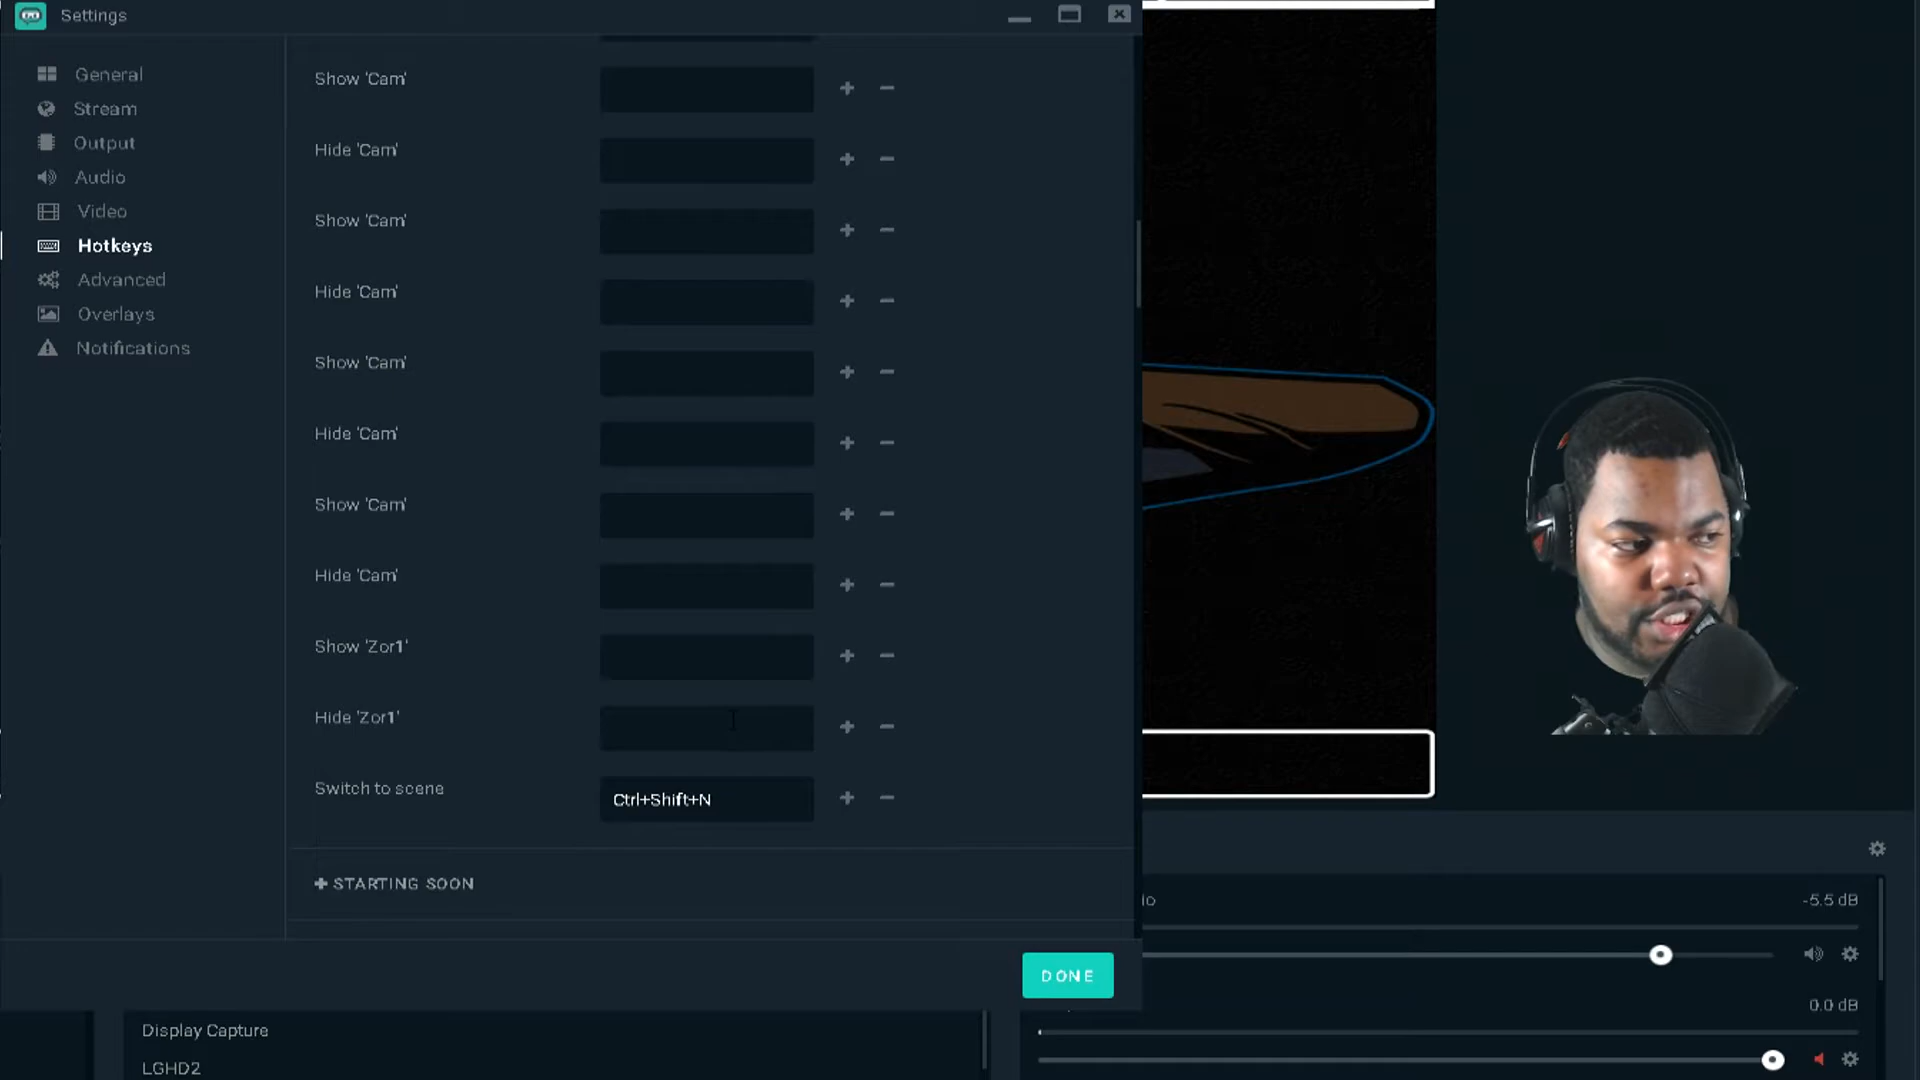 Settings
General
Stream
Output
Audio
Video
Hotkeys
Advanced
Overlays
Notifications
Show 'Cam'
Hide 'Cam'
Show 'Cam'
Hide 'Cam'
Show 'Cam'
Hide 'Cam'
Show 'Cam'
Hide 'Cam'
Show 'Zor1'
Hide 'Zor1'
Switch to scene
Ctrl+Shift+N
STARTING SOON
DONE
Display Capture
LGHD2
-5.5 dB
0.0 dB